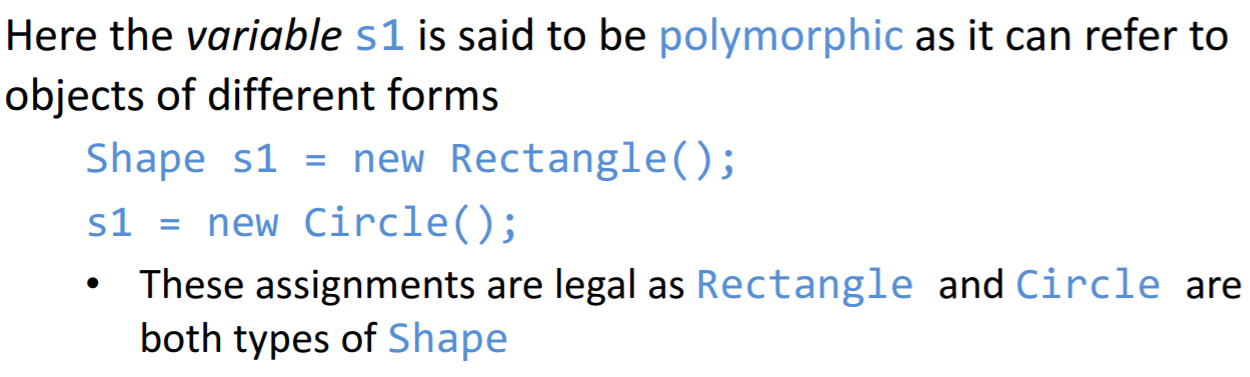 Here the variable s1 is said to be polymorphic as it can refer to
objects of different forms
Shape s1 = new Rectangle();
s1 = new Circle();
• These assignments are legal as Rectangle and Circle are
both types of Shape